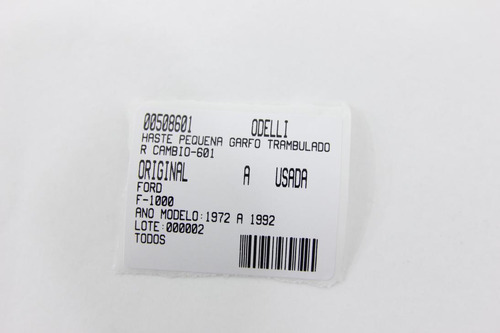 00508601 ODELLI
HASTE PEQUENA GARFO TRAMBULADO
R CAMBIO-601
ORIGINAL A USADA
FORD
F-1000
ANO MODELO:1972 A 1992
LOTE:000002
TODOS